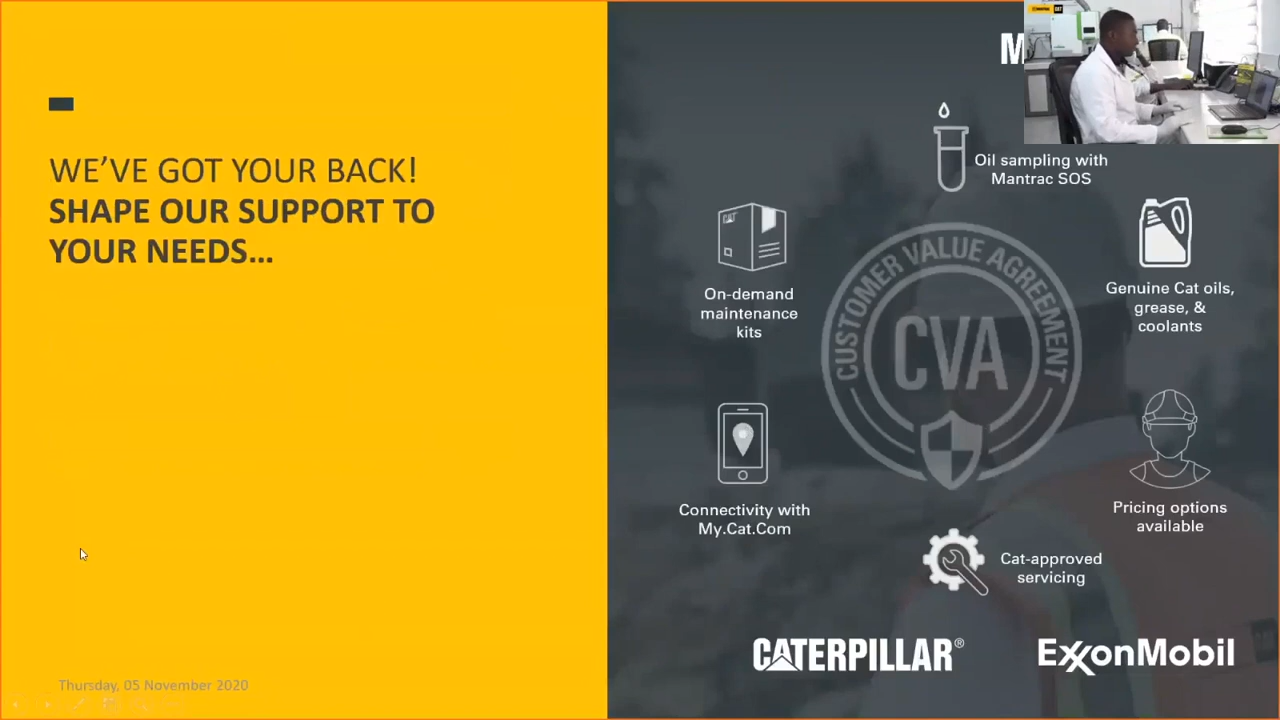 WE’VE GOT YOUR BACK!
SHAPE OUR SUPPORT TO
YOUR NEEDS…
Thursday, 05 November 2020
M
Oil sampling with
Mantrac SOS
CAT
On-demand
maintenance
kits
Genuine Cat oils,
grease, &
coolants
CUSTOMER VALUE AGREEMENT
CVA
Connectivity with
My.Cat.Com
Pricing options
available
Cat-approved
servicing
CATERPILLAR®
ExxonMobil